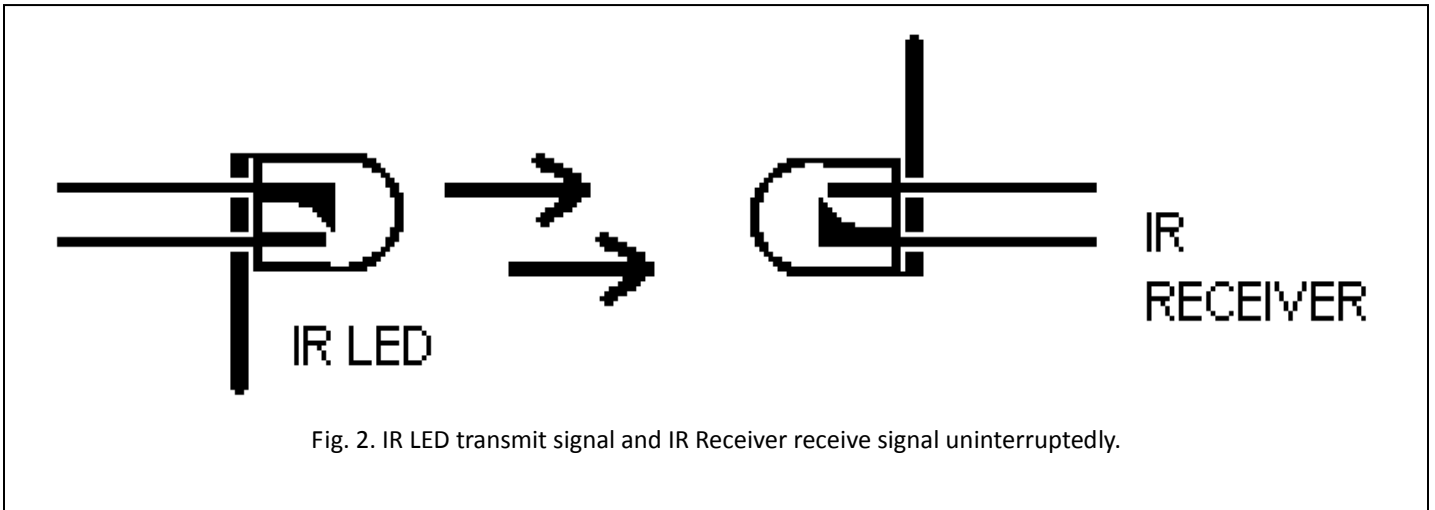 IR LED
IR
RECEIVER
Fig. 2. IR LED transmit signal and IR Receiver receive signal uninterruptedly.